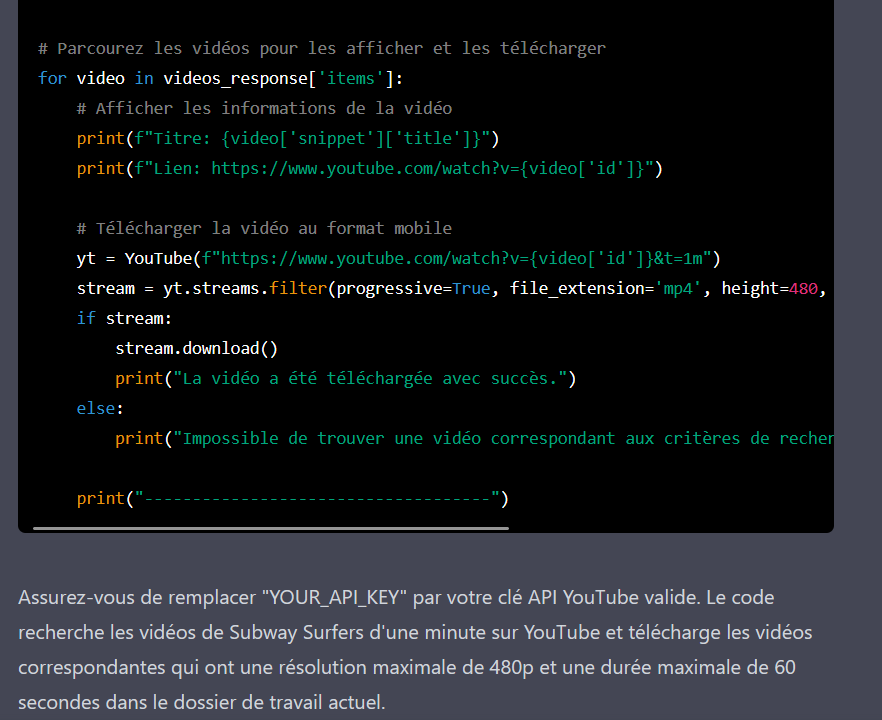 # Parcourez les vidéos pour les afficher et les télécharger
for video in videos_response['items']:
    # Afficher les informations de la vidéo
    print(f"Titre: {video['snippet']['title']}")
    print(f"Lien: https://www.youtube.com/watch?v={video['id']}")
    # Télécharger la vidéo au format mobile
    yt = YouTube(f"https://www.youtube.com/watch?v={video['id']}&t=1m")
    stream = yt.streams.filter(progressive=True, file_extension='mp4', height=480,
    if stream:
        stream.download()
        print("La vidéo a été téléchargée avec succès.")
    else:
        print("Impossible de trouver une vidéo correspondant aux critères de recher
    print("------------------------------------")
Assurez-vous de remplacer "YOUR_API_KEY" par votre clé API YouTube valide. Le code
recherche les vidéos de Subway Surfers d'une minute sur YouTube et télécharge les vidéos
correspondantes qui ont une résolution maximale de 480p et une durée maximale de 60
secondes dans le dossier de travail actuel.